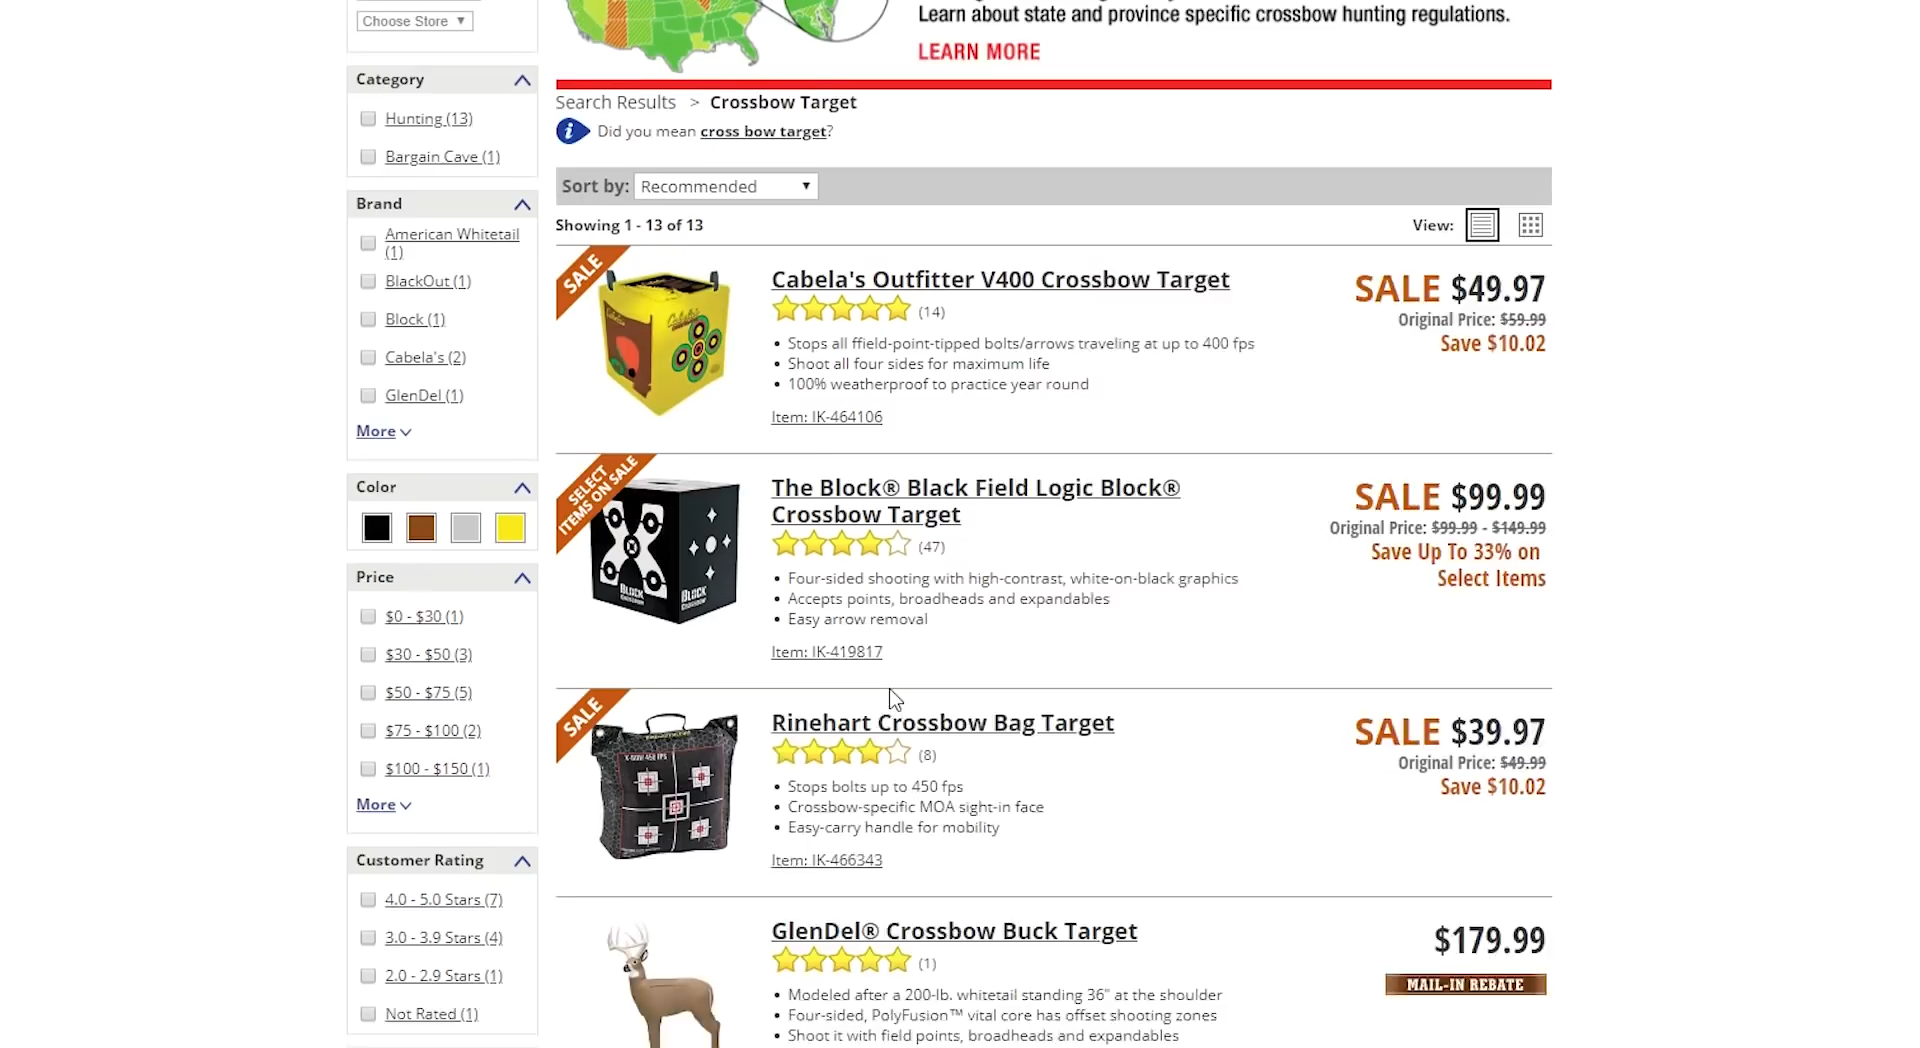 Choose Store ▼
Learn about state and province specific crossbow hunting regulations.
LEARN MORE
Category
Hunting (13)
Bargain Cave (1)
Brand
American Whitetail
(1)
BlackOut (1)
Block (1)
Cabela's (2)
GlenDel (1)
More
Color
Price
$0 - $30 (1)
$30 - $50 (3)
$50 - $75 (5)
$75 - $100 (2)
$100 - $150 (1)
More
Customer Rating
4.0 - 5.0 Stars (7)
3.0 - 3.9 Stars (4)
2.0 - 2.9 Stars (1)
Not Rated (1)
Search Results > Crossbow Target
Did you mean cross bow target?
Sort by: Recommended
Showing 1 - 13 of 13
View:
SALE
Cabela's Outfitter V400 Crossbow Target
(14)
• Stops all ffield-point-tipped bolts/arrows traveling at up to 400 fps
• Shoot all four sides for maximum life
• 100% weatherproof to practice year round
Item: IK-464106
SALE $49.97
Original Price: $59.99
Save $10.02
SELECT
ITEMS ON SALE
BLOCK
BLOCK
The Block® Black Field Logic Block®
Crossbow Target
(47)
• Four-sided shooting with high-contrast, white-on-black graphics
• Accepts points, broadheads and expandables
• Easy arrow removal
Item: IK-419817
SALE $99.99
Original Price: $99.99 - $149.99
Save Up To 33% on
Select Items
SALE
Rinehart Crossbow Bag Target
(8)
• Stops bolts up to 450 fps
• Crossbow-specific MOA sight-in face
• Easy-carry handle for mobility
Item: IK-466343
SALE $39.97
Original Price: $49.99
Save $10.02
GlenDel® Crossbow Buck Target
(1)
• Modeled after a 200-lb. whitetail standing 36" at the shoulder
• Four-sided, PolyFusion™ vital core has offset shooting zones
• Shoot it with field points, broadheads and expandables
$179.99
MAIL-IN REBATE